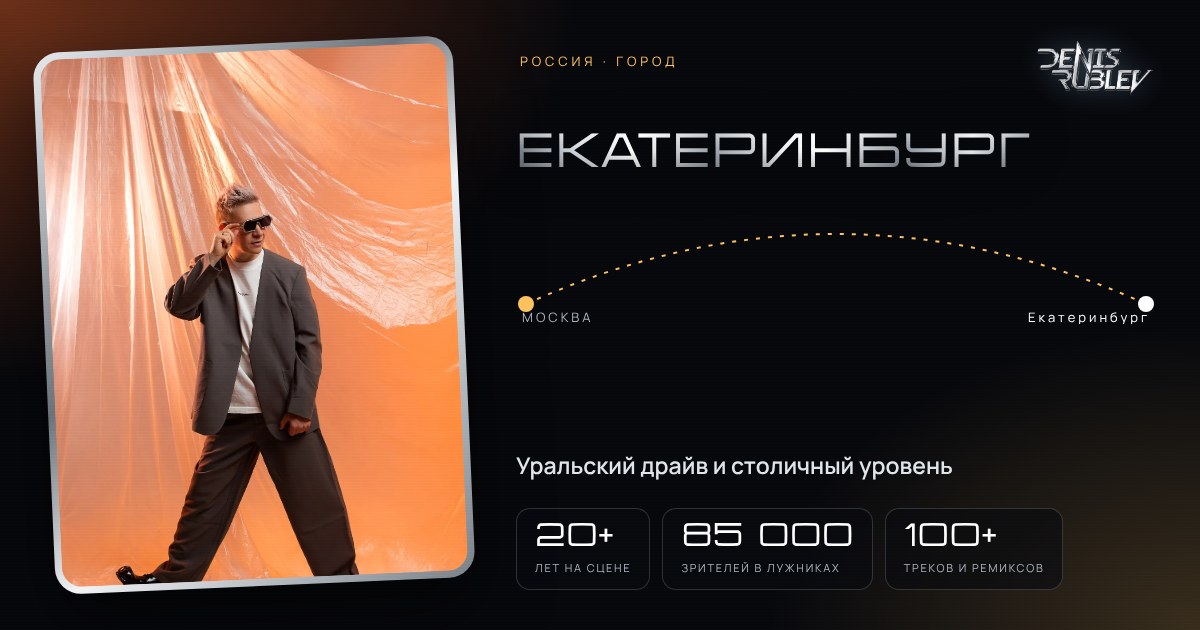 РОССИЯ · ГОРОД
DENIS
RUBLEV
ЕКАТЕРИНБУРГ
МОСКВА
Екатеринбург
Уральский драйв и столичный уровень
20+
ЛЕТ НА СЦЕНЕ
85 000
ЗРИТЕЛЕЙ В ЛУЖНИКАХ
100+
ТРЕКОВ И РЕМИКСОВ